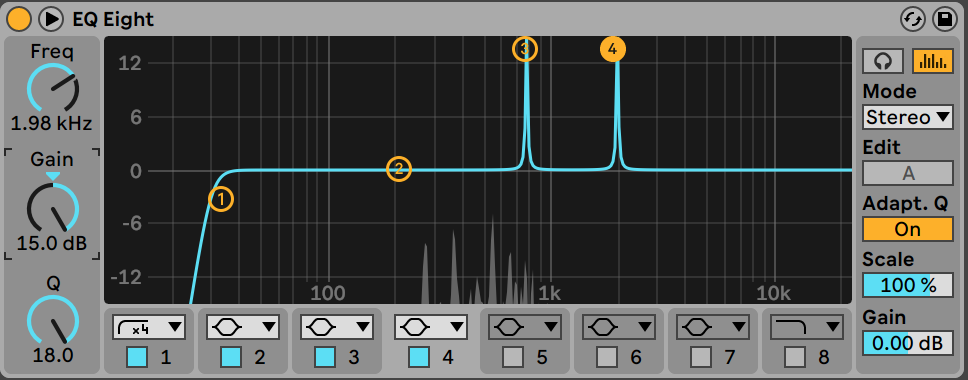 EQ Eight
Freq
1.98 kHz
Gain
15.0 dB
Q
18.0
12
6
0
-6
-12
100
1k
10k
1
2
3
4
x4
1
2
3
4
5
6
7
8
Mode
Stereo
Edit
A
Adapt. Q
On
Scale
100 %
Gain
0.00 dB